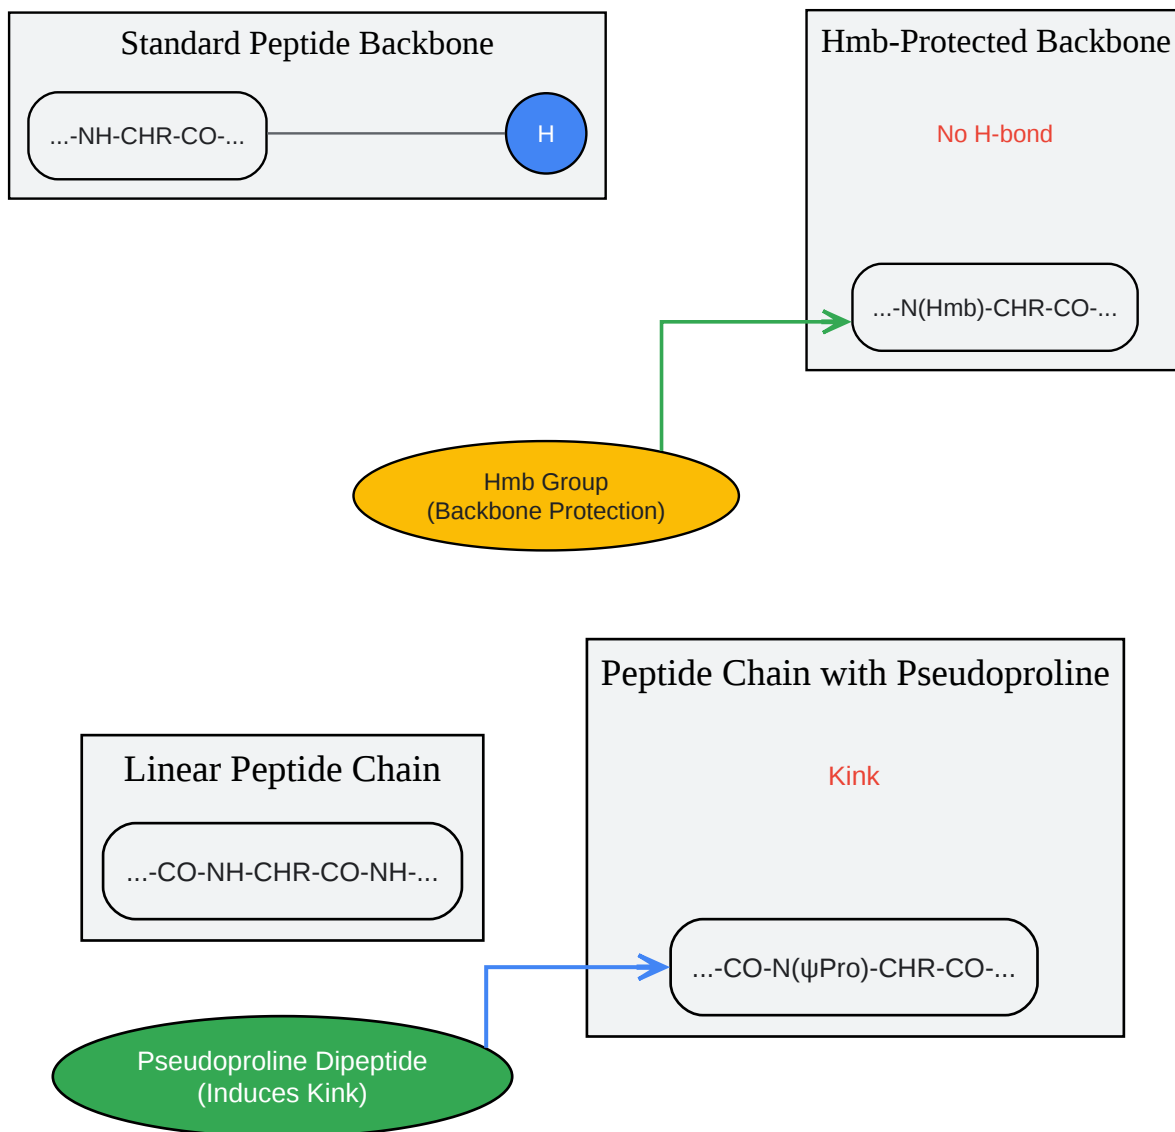 Standard Peptide Backbone
...-NH-CHR-CO-...
H
Hmb-Protected Backbone
No H-bond
...-N(Hmb)-CHR-CO-...
Hmb Group
(Backbone Protection)
Peptide Chain with Pseudoproline
Kink
Linear Peptide Chain
...-CO-NH-CHR-CO-NH-...
...-CO-N(ψPro)-CHR-CO-...
Pseudoproline Dipeptide
(Induces Kink)